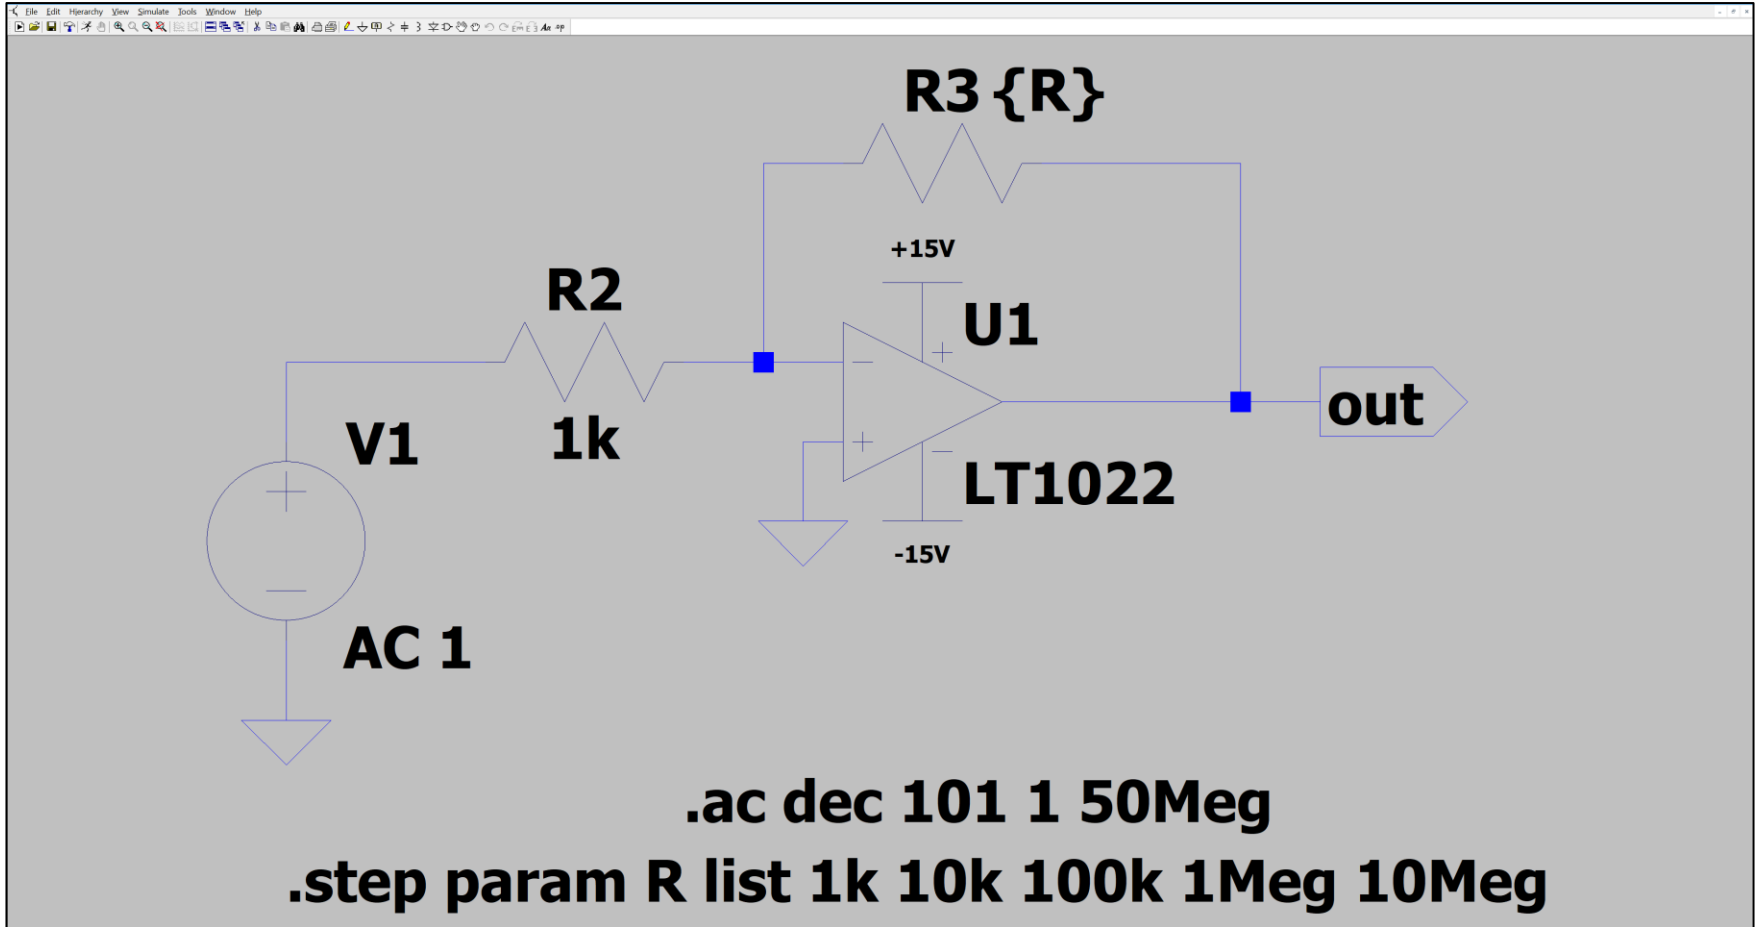 File Edit Hierarchy View Simulate Tools Window Help
R3 {R}
+15V
R2
U1
out
V1
1k
LT1022
-15V
AC 1
.ac dec 101 1 50Meg
.step param R list 1k 10k 100k 1Meg 10Meg